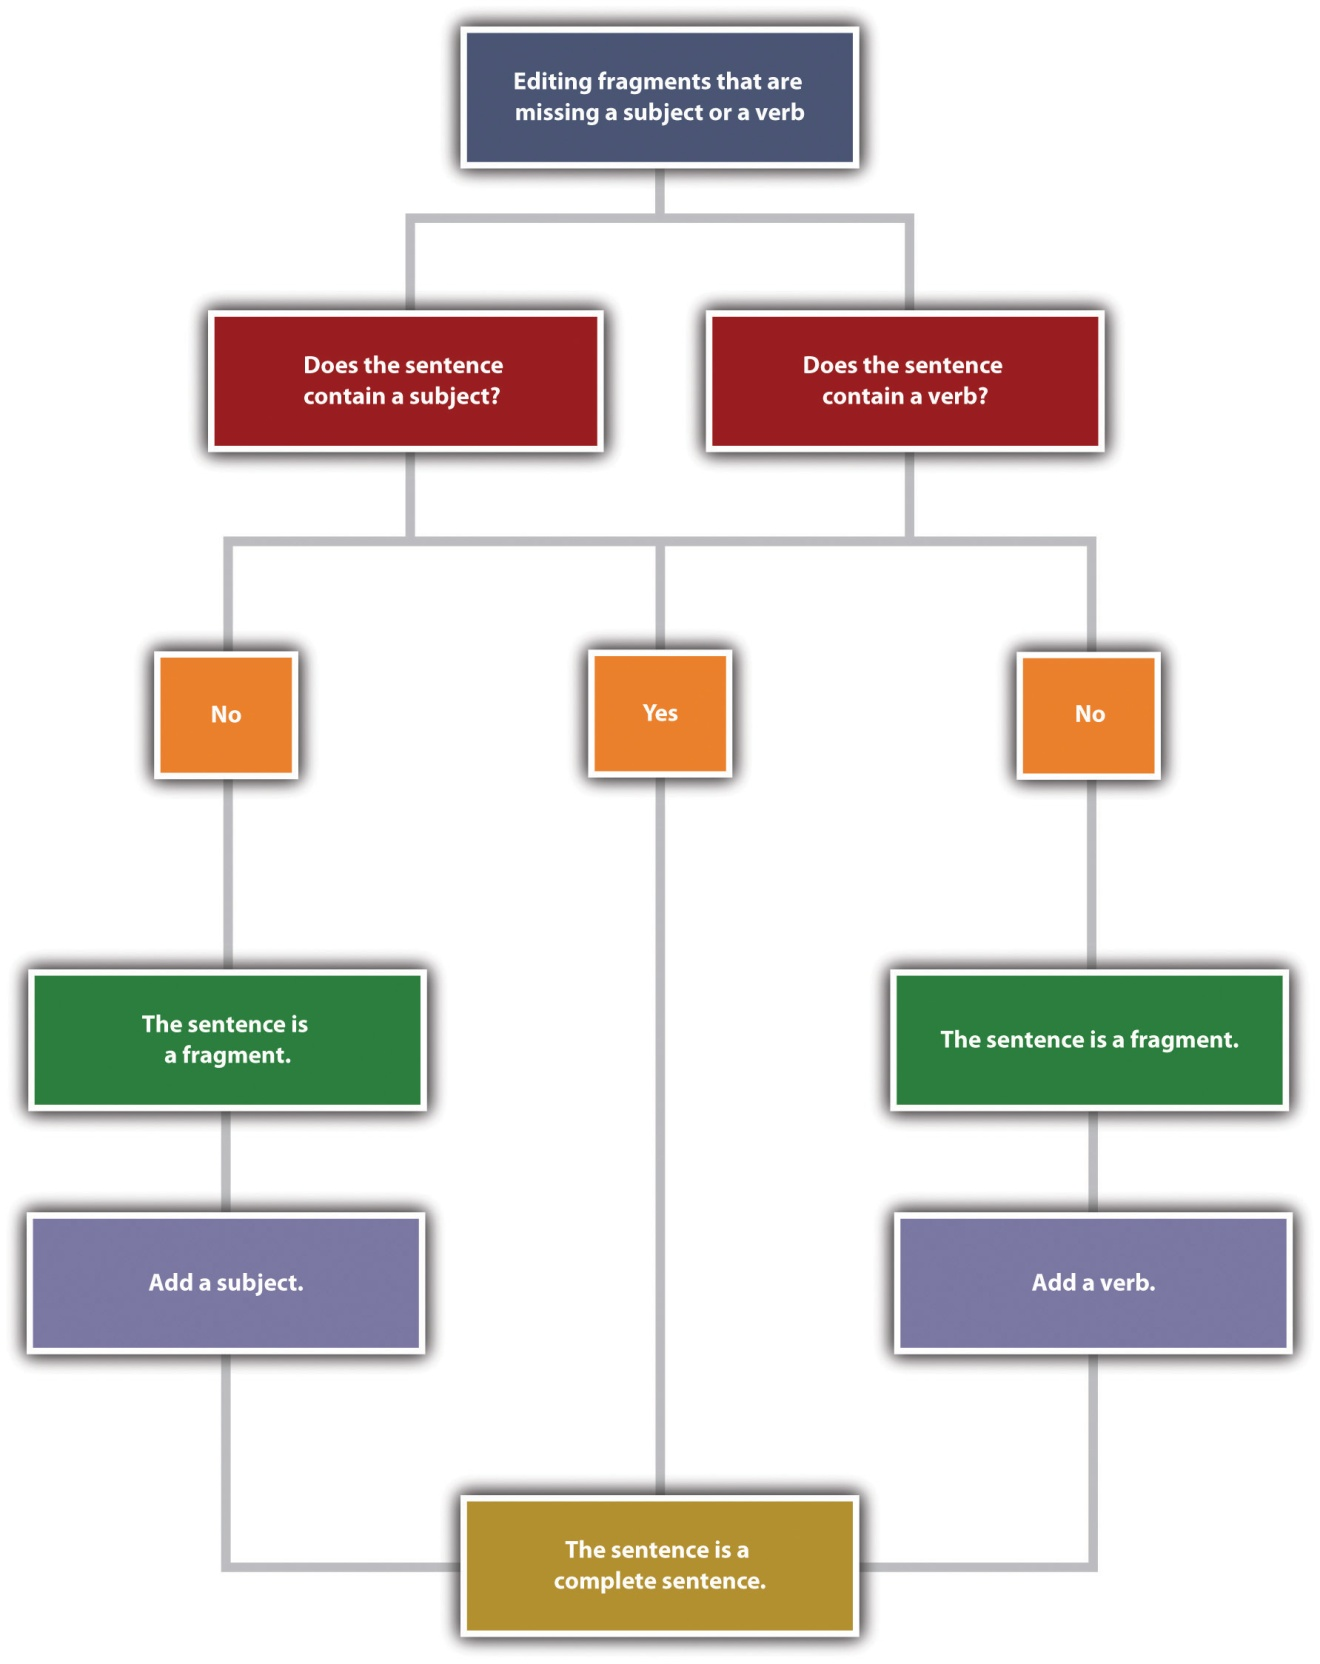 Editing fragments that are
missing a subject or a verb
Does the sentence
contain a subject?
Does the sentence
contain a verb?
No
Yes
No
The sentence is
a fragment.
The sentence is a fragment.
Add a subject.
Add a verb.
The sentence is a
complete sentence.